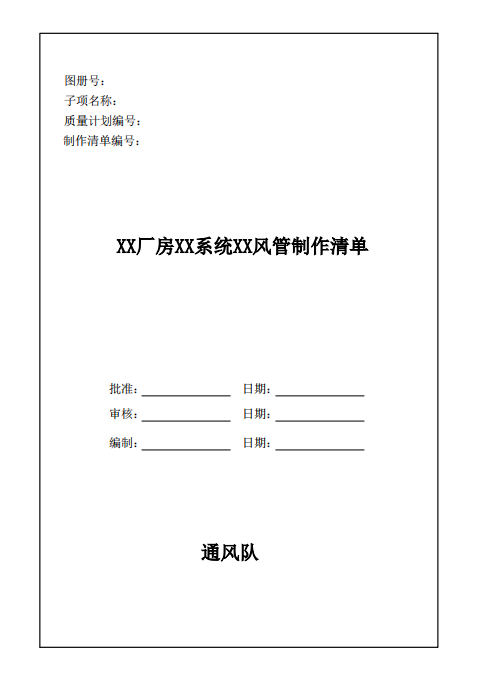 图册号：
子项名称：
质量计划编号：
制作清单编号：
XX厂房XX系统XX风管制作清单
批准： 日期：
审核： 日期：
编制： 日期：
通风队